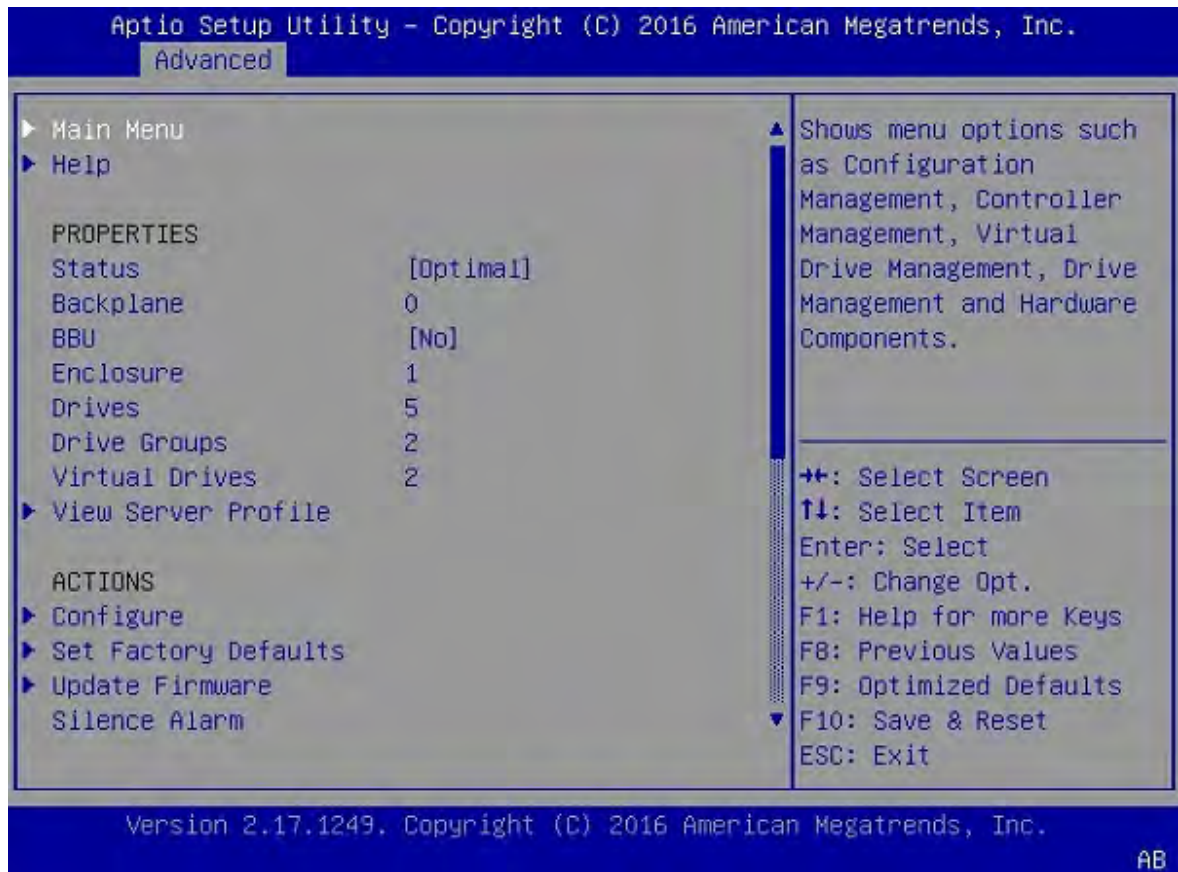 Aptio Setup Utility – Copyright (C) 2016 American Megatrends, Inc.
Advanced
Main Menu
Help
PROPERTIES
Status [Optimal]
Backplane 0
BBU [No]
Enclosure 1
Drives 5
Drive Groups 2
Virtual Drives 2
View Server Profile
ACTIONS
Configure
Set Factory Defaults
Update Firmware
Silence Alarm
Shows menu options such
as Configuration
Management, Controller
Management, Virtual
Drive Management, Drive
Management and Hardware
Components.
→←: Select Screen
↑↓: Select Item
Enter: Select
+/-: Change Opt.
F1: Help for more Keys
F8: Previous Values
F9: Optimized Defaults
F10: Save & Reset
ESC: Exit
Version 2.17.1249. Copyright (C) 2016 American Megatrends, Inc.
AB